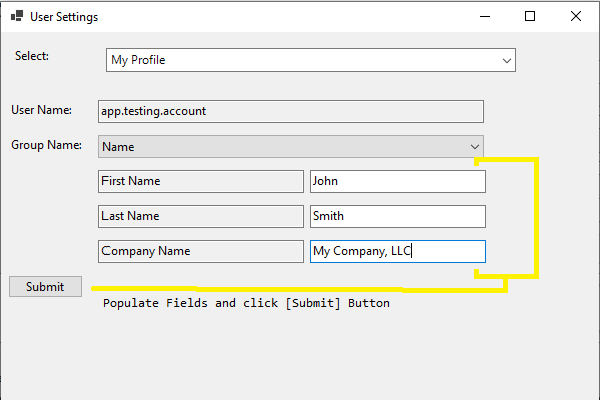 User Settings
Select: My Profile
User Name: app.testing.account
Group Name: Name
First Name John
Last Name Smith
Company Name My Company, LLC
Submit
Populate Fields and click [Submit] Button